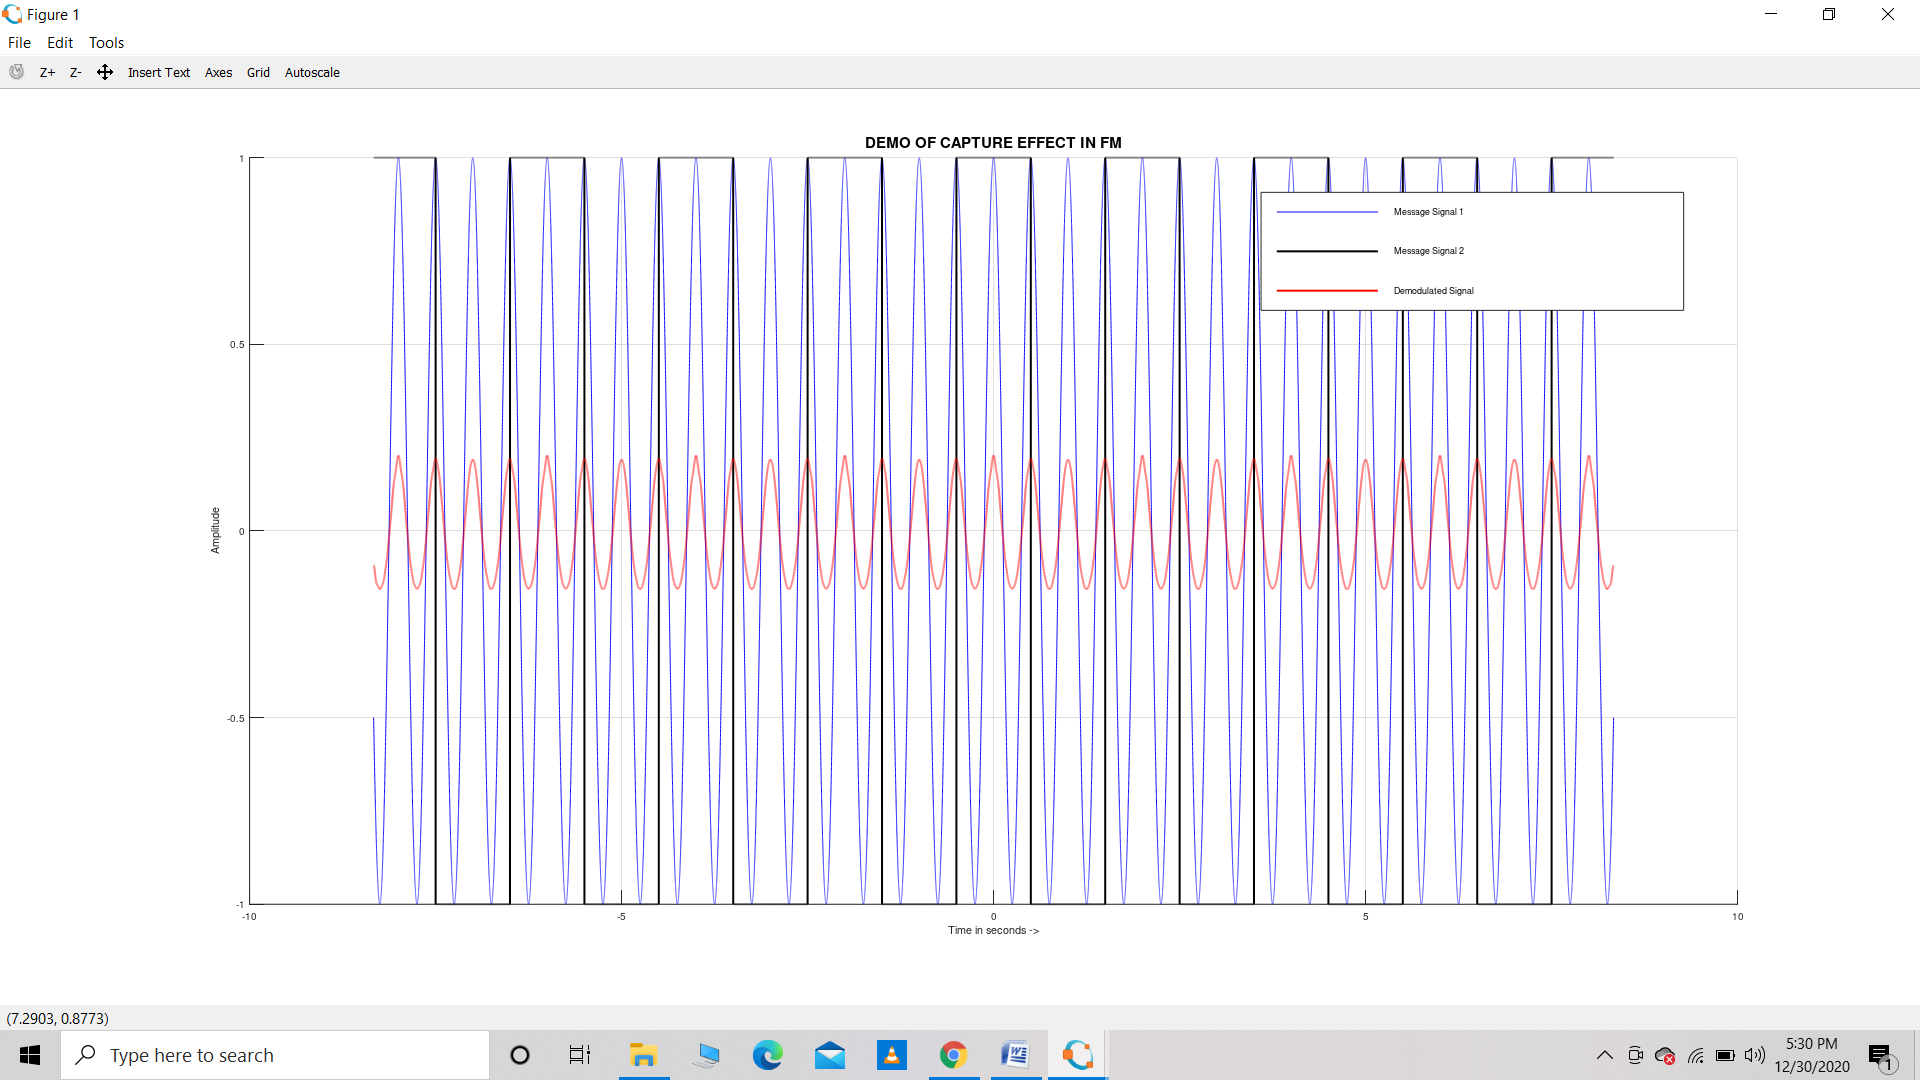 Figure 1
File Edit Tools
Z+ Z- Insert Text Axes Grid Autoscale
DEMO OF CAPTURE EFFECT IN FM
1
0.5
0
-0.5
-1
Amplitude
Message Signal 1
Message Signal 2
Demodulated Signal
-10 -5 0 5 10
Time in seconds ->
(7.2903, 0.8773)
Type here to search
5:30 PM
12/30/2020
1